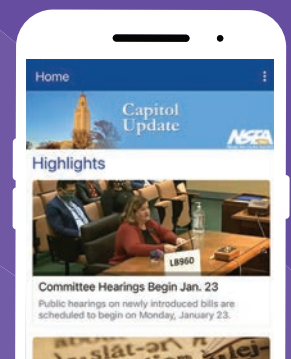 Home
Capitol
Update
NSEA
Highlights
LB960
Committee Hearings Begin Jan. 23
Public hearings on newly introduced bills are
scheduled to begin on Monday, January 23.